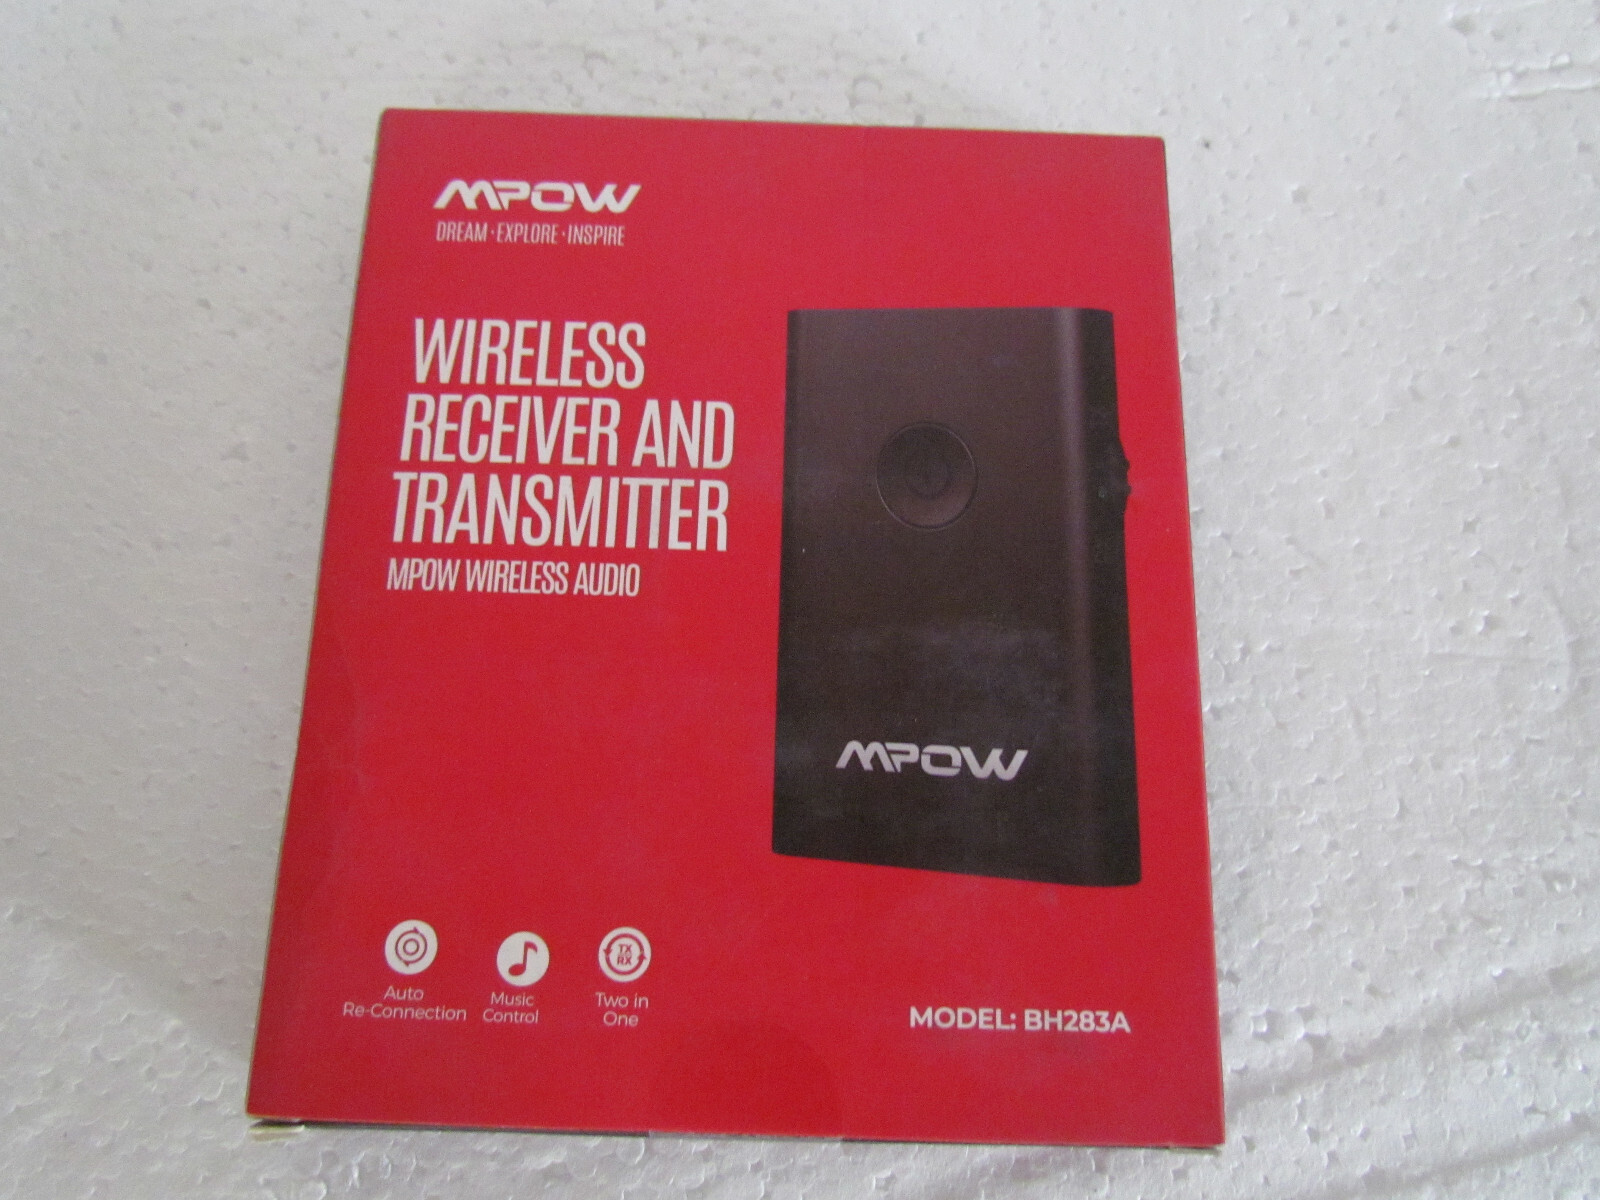 MPOW
DREAM · EXPLORE · INSPIRE
WIRELESS
RECEIVER AND
TRANSMITTER
MPOW WIRELESS AUDIO
MPOW
Auto
Re-Connection
Music
Control
TX
RX
Two in
One
MODEL: BH283A